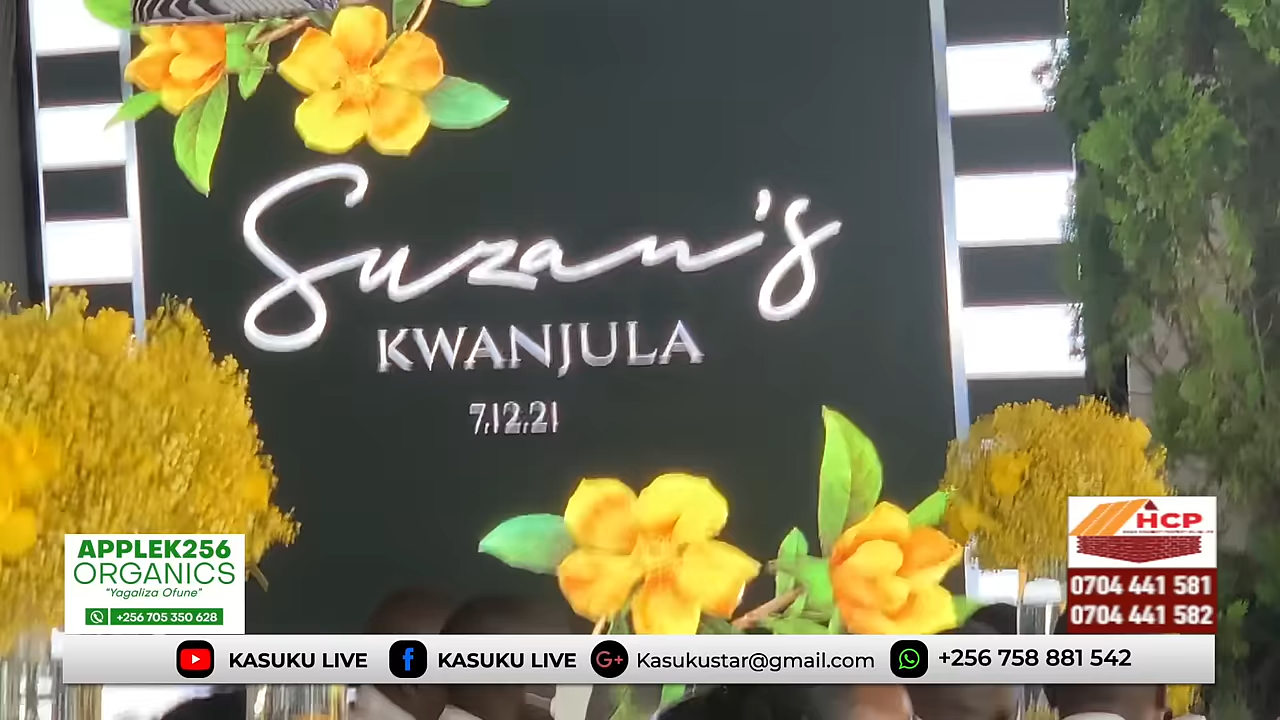 Suzan's
KWANJULA
7.12.21
APPLEK256
ORGANICS
"Yagaliza Ofune"
+256 705 350 628
HCP
0704 441 581
0704 441 582
KASUKU LIVE
KASUKU LIVE
Kasukustar@gmail.com
+256 758 881 542